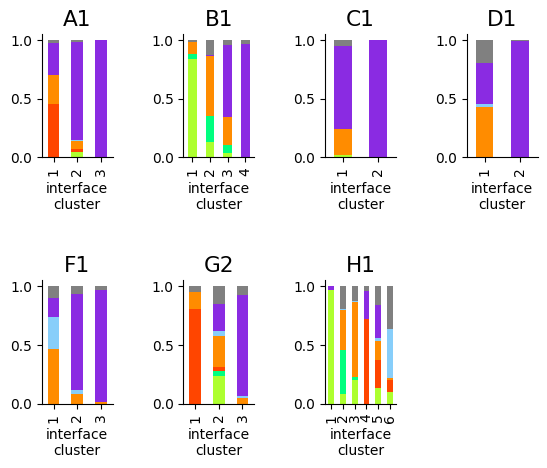 A1 B1 C1 D1
1.0 1.0 1.0 1.0
0.5 0.5 0.5 0.5
0.0 0.0 0.0 0.0
1 2 3 1 2 3 4 1 2 1 2
interface interface interface interface
cluster cluster cluster cluster
F1 G2 H1
1.0 1.0 1.0
0.5 0.5 0.5
0.0 0.0 0.0
1 2 3 1 2 3 1 2 3 4 5 6
interface interface interface
cluster cluster cluster